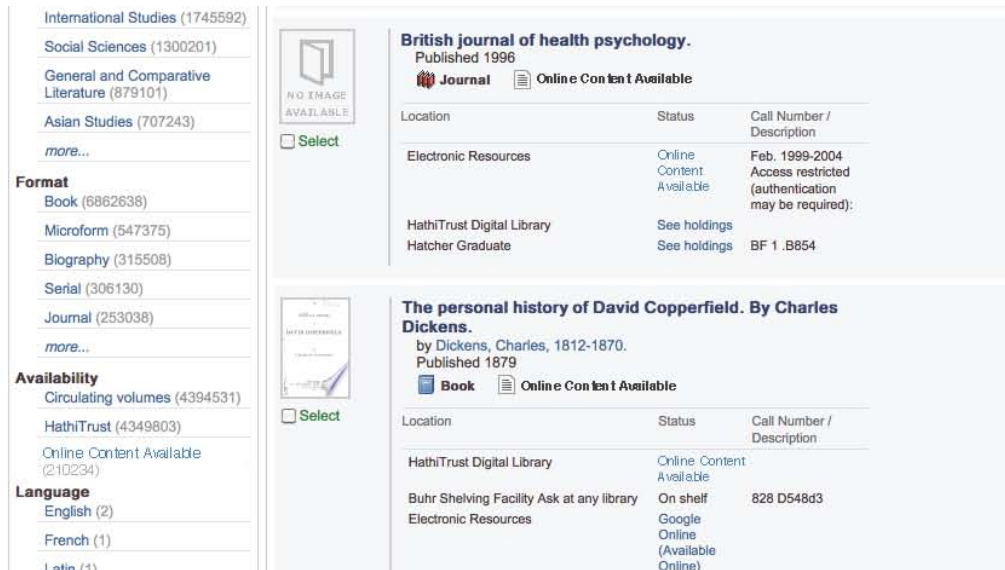 International Studies (1745592)
Social Sciences (1300201)
General and Comparative
Literature (879101)
Asian Studies (707243)
more...
Format
Book (6862638)
Microform (547375)
Biography (315508)
Serial (306130)
Journal (253038)
more...
Availability
Circulating volumes (4394531)
HathiTrust (4349803)
Online Content Available
(210234)
Language
English (2)
French (1)
Latin (1)
NO IMAGE
AVAILABLE
Select
British journal of health psychology.
Published 1996
Journal Online Content Available
Location Status Call Number /
Description
Electronic Resources Online Feb. 1999-2004
Content Access restricted
Available (authentication
may be required):
HathiTrust Digital Library See holdings
Hatcher Graduate See holdings BF 1 .B854
DAVID COPPERFIELD
Select
The personal history of David Copperfield. By Charles
Dickens.
by Dickens, Charles, 1812-1870.
Published 1879
Book Online Content Available
Location Status Call Number /
Description
HathiTrust Digital Library Online Content
Available
Buhr Shelving Facility Ask at any library On shelf 828 D548d3
Electronic Resources Google
Online
(Available
Online)